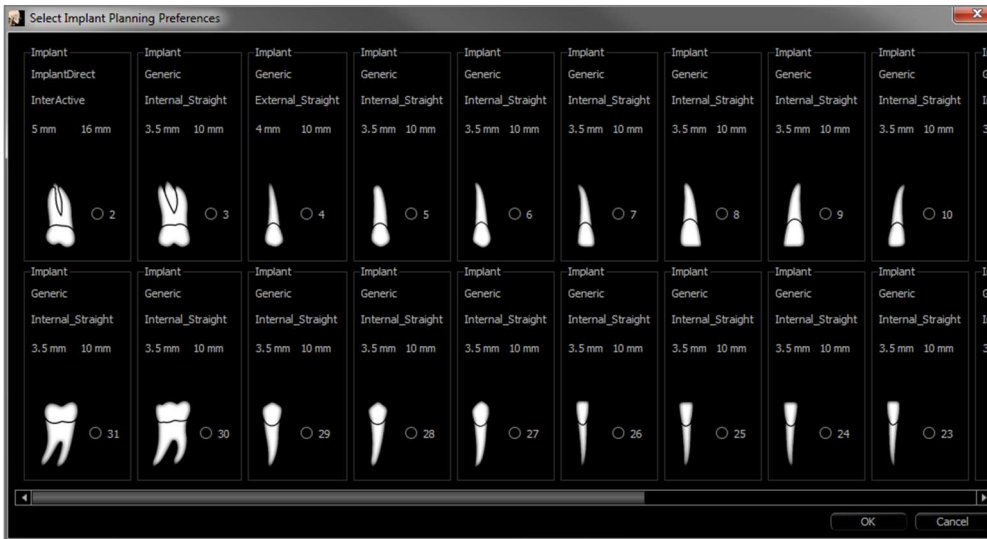 Select Implant Planning Preferences
Implant Implant Implant Implant Implant Implant Implant Implant Implant
ImplantDirect Generic Generic Generic Generic Generic Generic Generic Generic
InterActive Internal_Straight External_Straight Internal_Straight Internal_Straight Internal_Straight Internal_Straight Internal_Straight Internal_Straight
5 mm 16 mm 3.5 mm 10 mm 4 mm 10 mm 3.5 mm 10 mm 3.5 mm 10 mm 3.5 mm 10 mm 3.5 mm 10 mm 3.5 mm 10 mm 3.5 mm 10 mm
2 3 4 5 6 7 8 9 10
Implant Implant Implant Implant Implant Implant Implant Implant Implant
Generic Generic Generic Generic Generic Generic Generic Generic Generic
Internal_Straight Internal_Straight Internal_Straight Internal_Straight Internal_Straight Internal_Straight Internal_Straight Internal_Straight Internal_Straight
3.5 mm 10 mm 3.5 mm 10 mm 3.5 mm 10 mm 3.5 mm 10 mm 3.5 mm 10 mm 3.5 mm 10 mm 3.5 mm 10 mm 3.5 mm 10 mm 3.5 mm 10 mm
31 30 29 28 27 26 25 24 23
OK Cancel